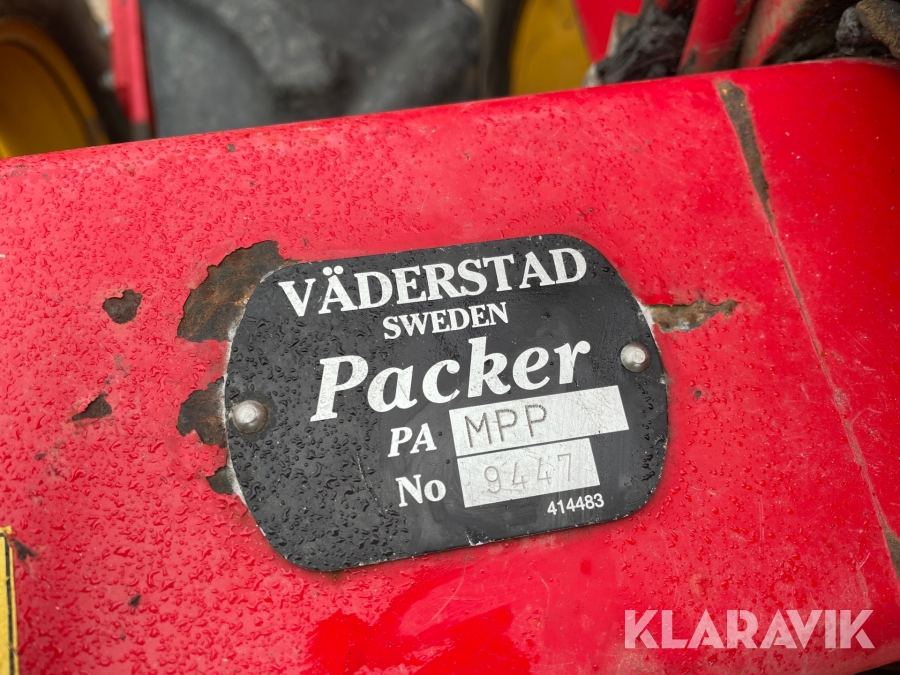 VÄDERSTAD
SWEDEN
Packer
PA MPP
No 9447
414483
KLARAVIK